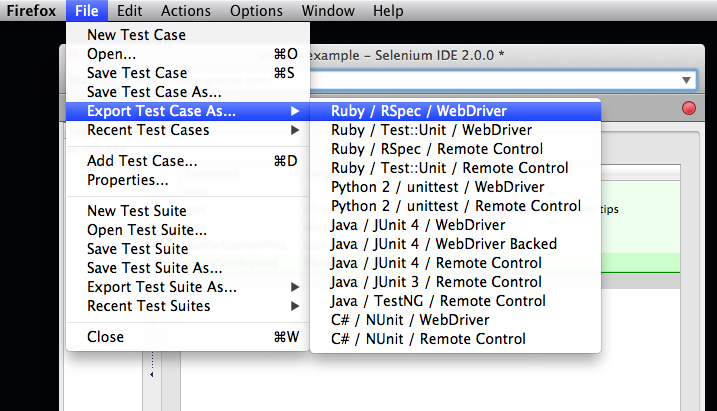 Firefox File Edit Actions Options Window Help
example – Selenium IDE 2.0.0 *
New Test Case
Open... ⌘O
Save Test Case ⌘S
Save Test Case As...
Export Test Case As... ▶
Recent Test Cases ▶
Add Test Case... ⌘D
Properties...
New Test Suite
Open Test Suite...
Save Test Suite
Save Test Suite As...
Export Test Suite As... ▶
Recent Test Suites ▶
Close ⌘W
Ruby / RSpec / WebDriver
Ruby / Test::Unit / WebDriver
Ruby / RSpec / Remote Control
Ruby / Test::Unit / Remote Control
Python 2 / unittest / WebDriver
Python 2 / unittest / Remote Control
Java / JUnit 4 / WebDriver
Java / JUnit 4 / WebDriver Backed
Java / JUnit 4 / Remote Control
Java / JUnit 3 / Remote Control
Java / TestNG / Remote Control
C# / NUnit / WebDriver
C# / NUnit / Remote Control
tips